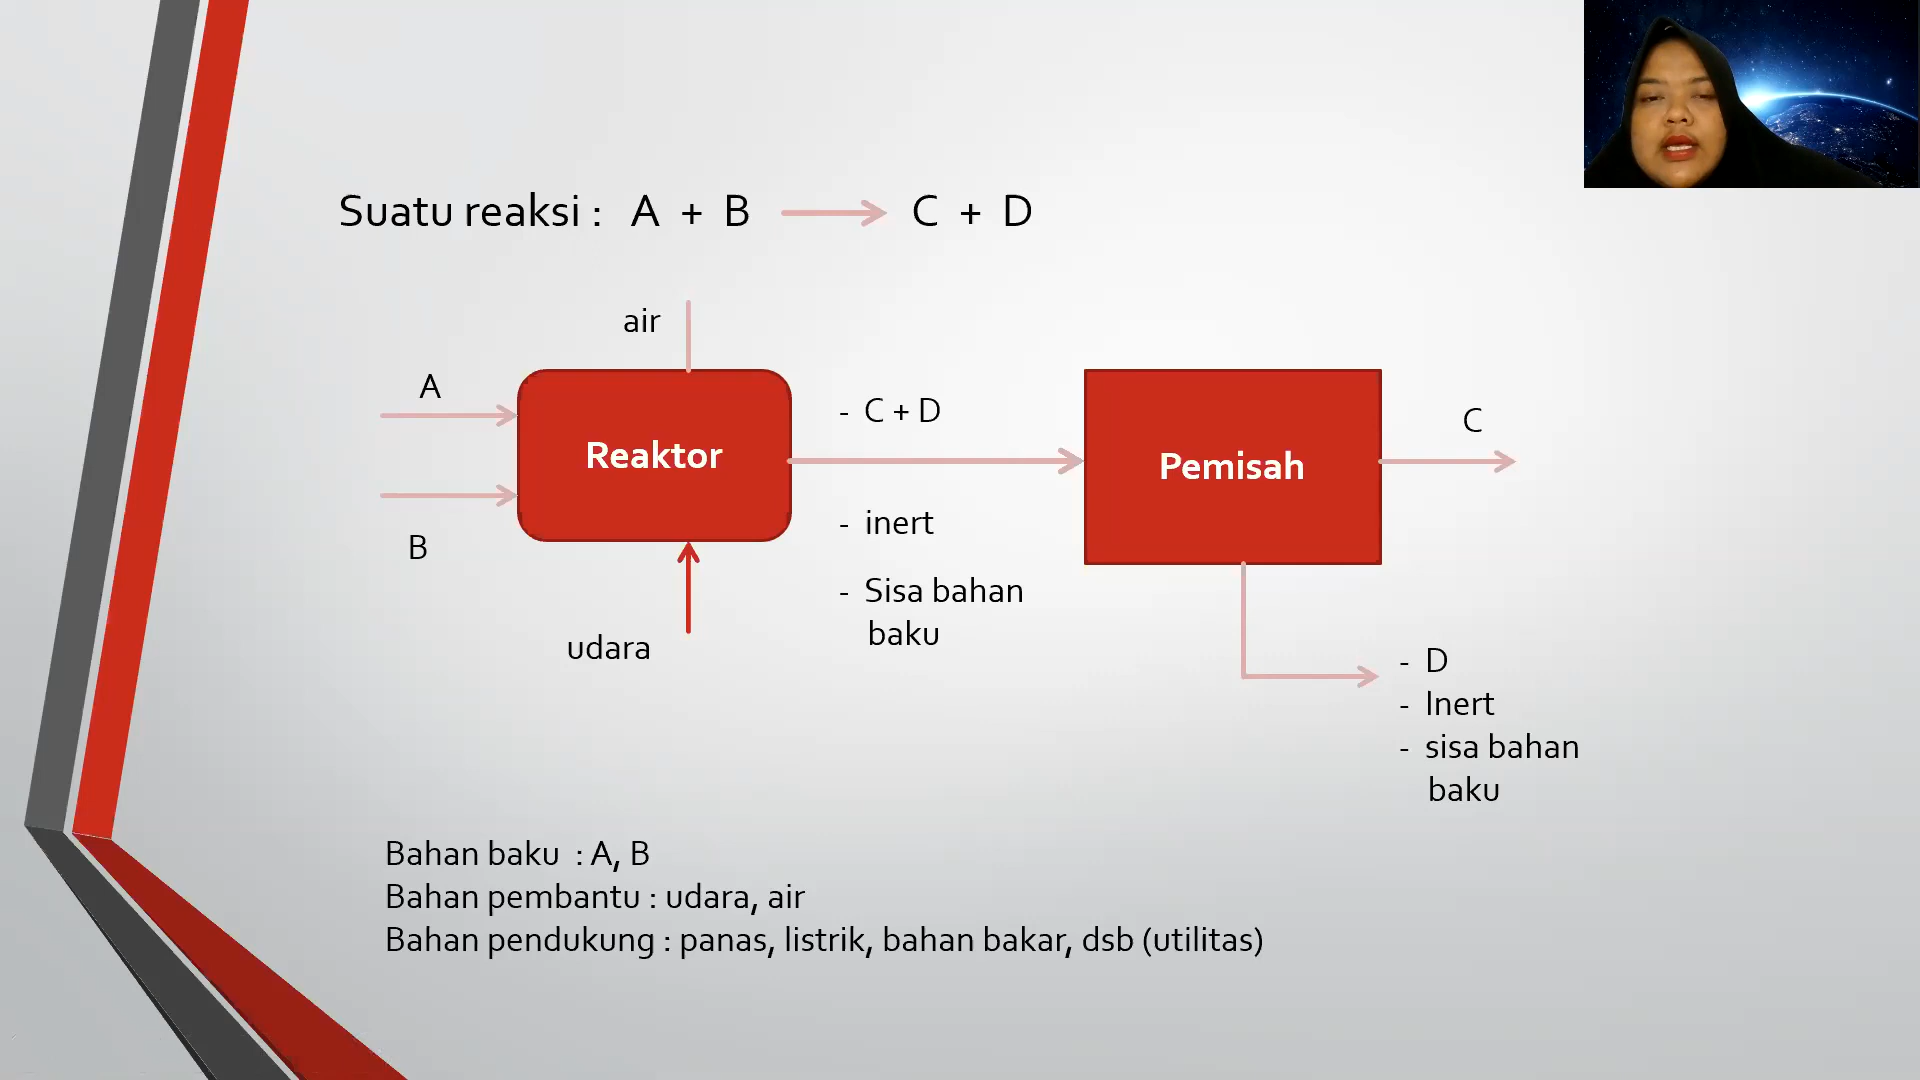 Suatu reaksi : A + B C + D
air
A
Reaktor
B
udara
- C + D
- inert
- Sisa bahan
baku
Pemisah
C
- D
- Inert
- sisa bahan
baku
Bahan baku : A, B
Bahan pembantu : udara, air
Bahan pendukung : panas, listrik, bahan bakar, dsb (utilitas)